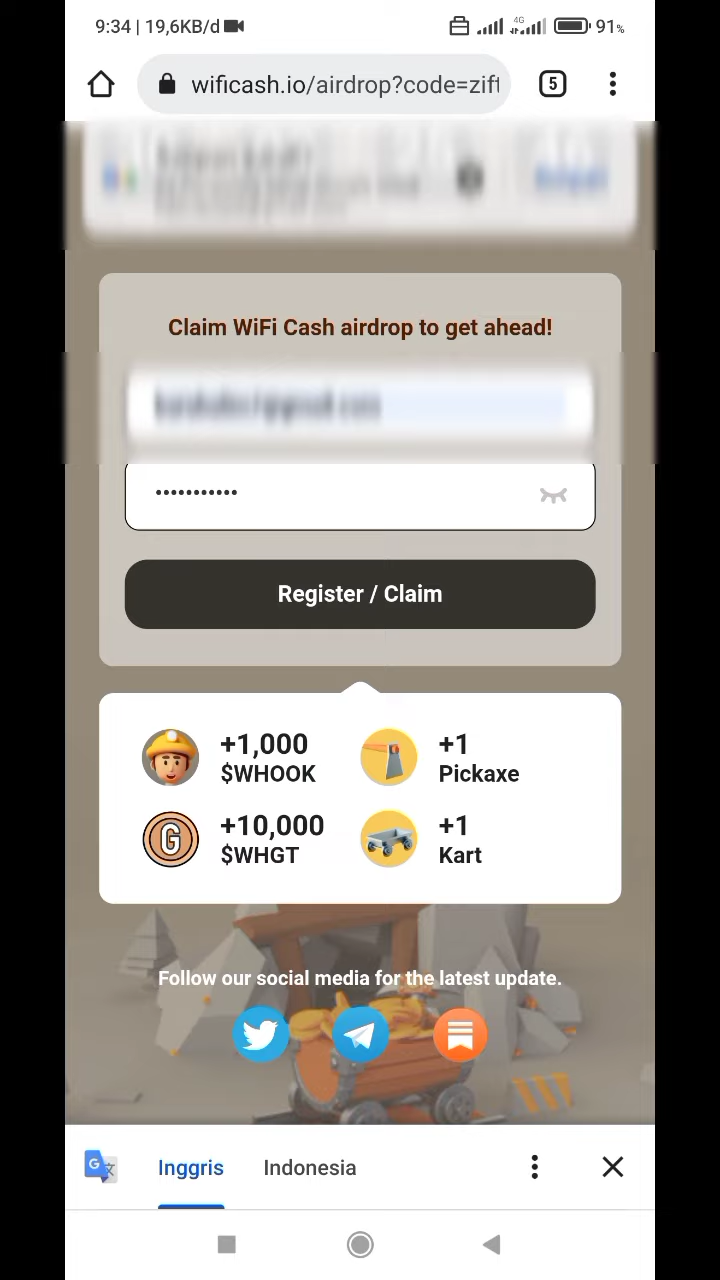 9:34 | 19,6KB/d
4G
91%
wificash.io/airdrop?code=zift
5
Claim WiFi Cash airdrop to get ahead!
Register / Claim
+1,000
$WHOOK
+1
Pickaxe
G
+10,000
$WHGT
+1
Kart
Follow our social media for the latest update.
G
Inggris
Indonesia